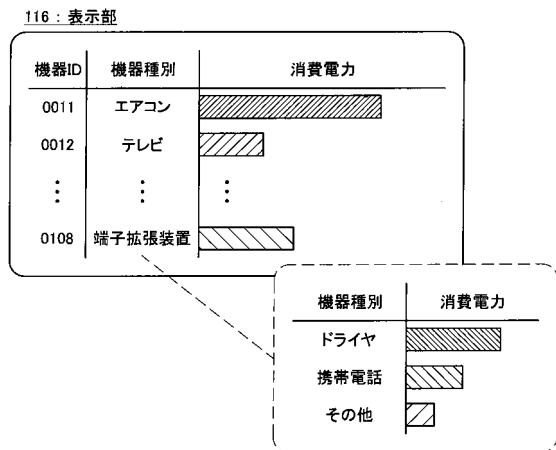 116 : 表示部
機器ID 機器種別 消費電力
0011 エアコン
0012 テレビ
⋮ ⋮ ⋮
0108 端子拡張装置
機器種別 消費電力
ドライヤ
携帯電話
その他